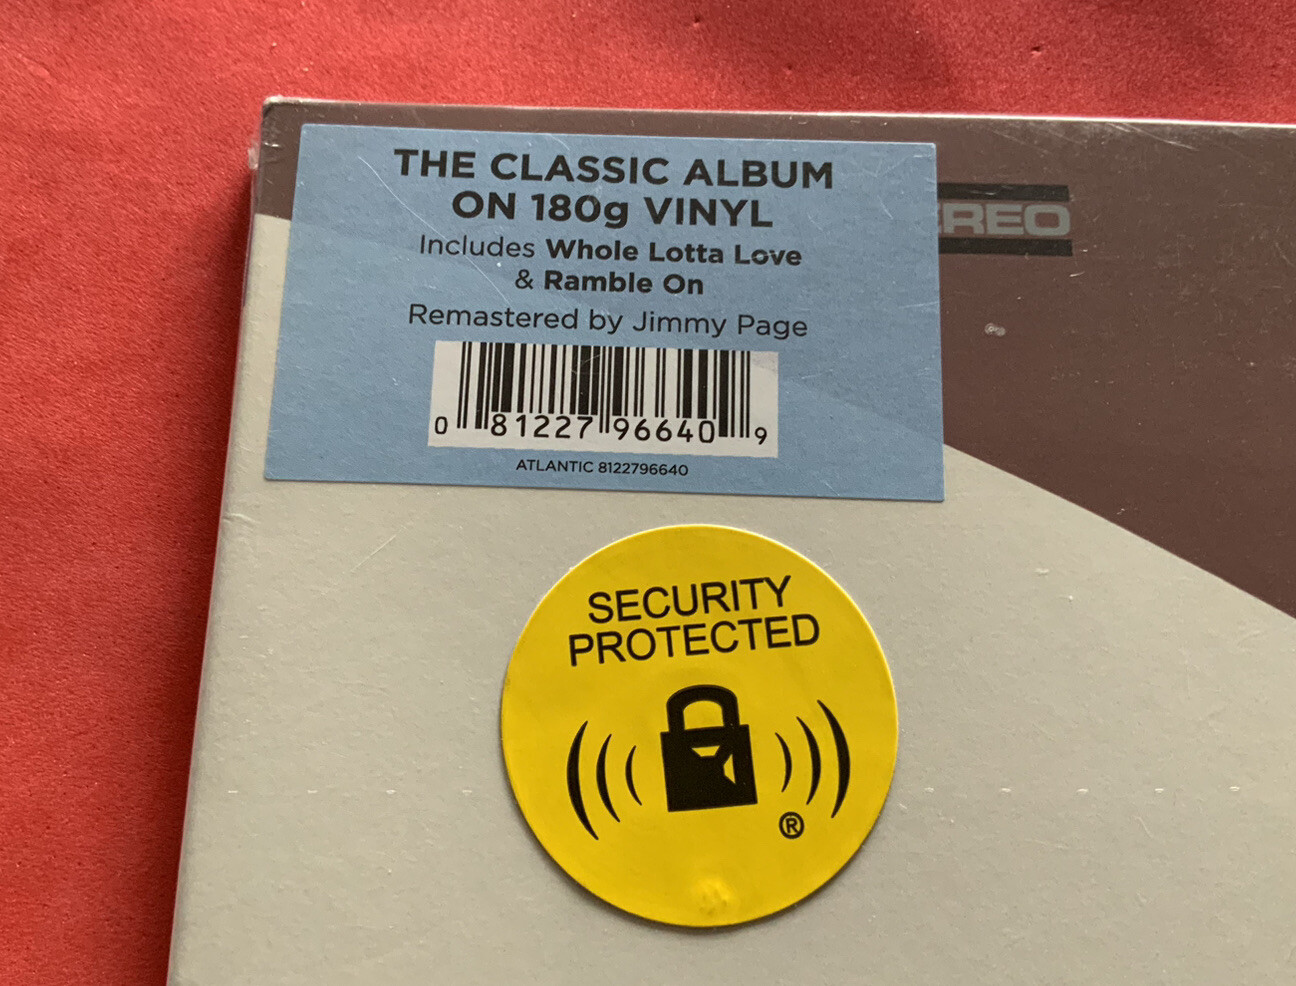 THE CLASSIC ALBUM
ON 180g VINYL
Includes Whole Lotta Love
& Ramble On
Remastered by Jimmy Page
0 81227 96640 9
ATLANTIC 8122796640
REO
SECURITY
PROTECTED
®